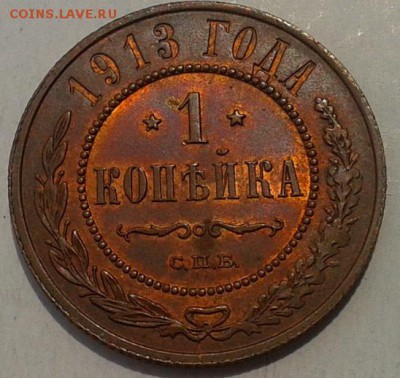 COINS.LAVE.RU
1913 ГОДА
1
КОПѢЙКА
С.П.Б.